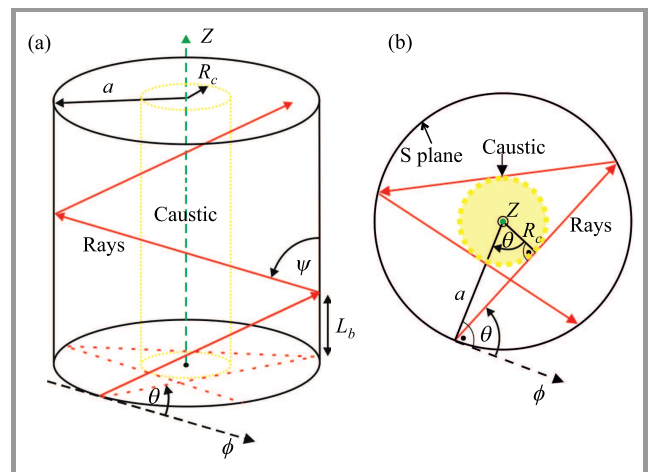 (a)
Z
a
R_c
Caustic
Rays
ψ
L_b
θ
ϕ
(b)
S plane
Caustic
Z
R_c
θ
Rays
a
θ
ϕ